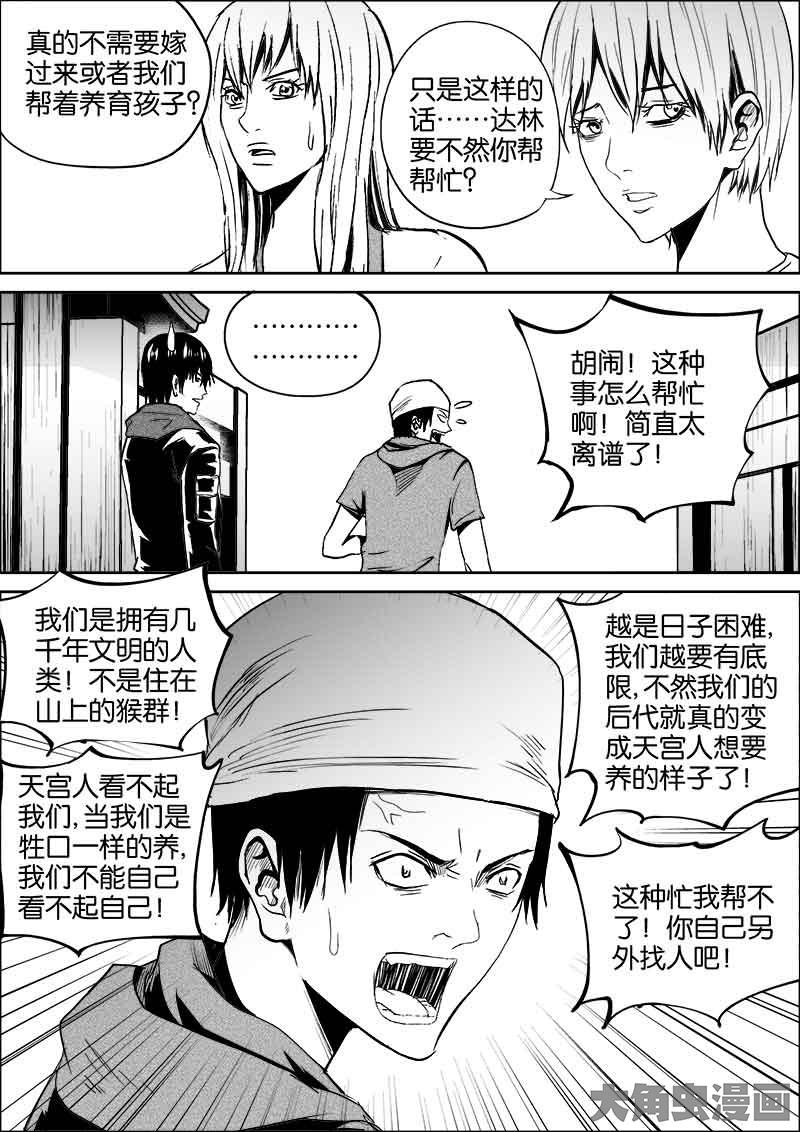 真的不需要嫁
过来或者我们
帮着养育孩子？
只是这样的
话……达林
要不然你帮
帮忙？
…………
…………
胡闹！这种
事怎么帮忙
啊！简直太
离谱了！
我们是拥有几
千年文明的人
类！不是住在
山上的猴群！
越是日子困难，
我们越要有底
限，不然我们的
后代就真的变
成天宫人想要
养的样子了！
天宫人看不起
我们，当我们是
牲口一样的养，
我们不能自己
看不起自己！
这种忙我帮不
了！你自己另
外找人吧！
大角虫漫画